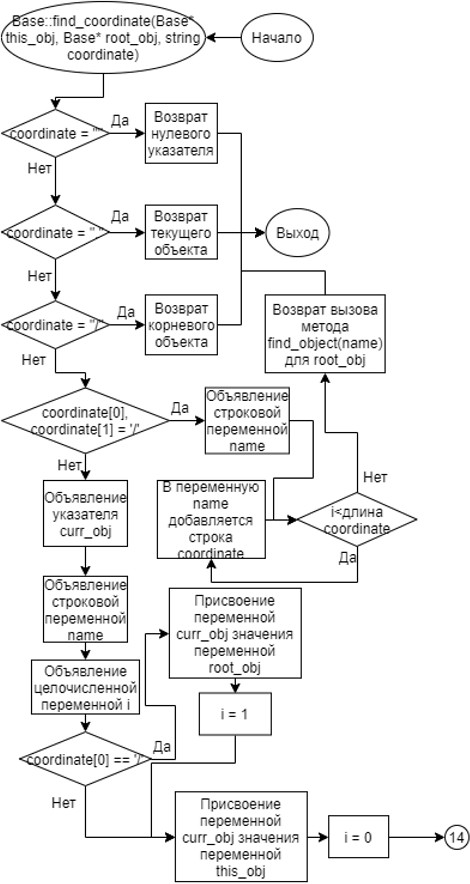 Base::find_coordinate(Base*
this_obj, Base* root_obj, string
coordinate)
Начало
coordinate = ""
Да
Возврат
нулевого
указателя
Нет
coordinate = " "
Да
Возврат
текущего
объекта
Выход
Нет
coordinate = "/"
Да
Возврат
корневого
объекта
Возврат вызова
метода
find_object(name)
для root_obj
Нет
coordinate[0],
coordinate[1] = '/'
Да
Объявление
строковой
переменной
name
Нет
Объявление
указателя
curr_obj
В переменную
name
добавляется
строка
coordinate
i<длина
coordinate
Нет
Да
Объявление
строковой
переменной
name
Присвоение
переменной
curr_obj значения
переменной
root_obj
Объявление
целочисленной
переменной i
i = 1
coordinate[0] == '/'
Да
Нет
Присвоение
переменной
curr_obj значения
переменной
this_obj
i = 0
14